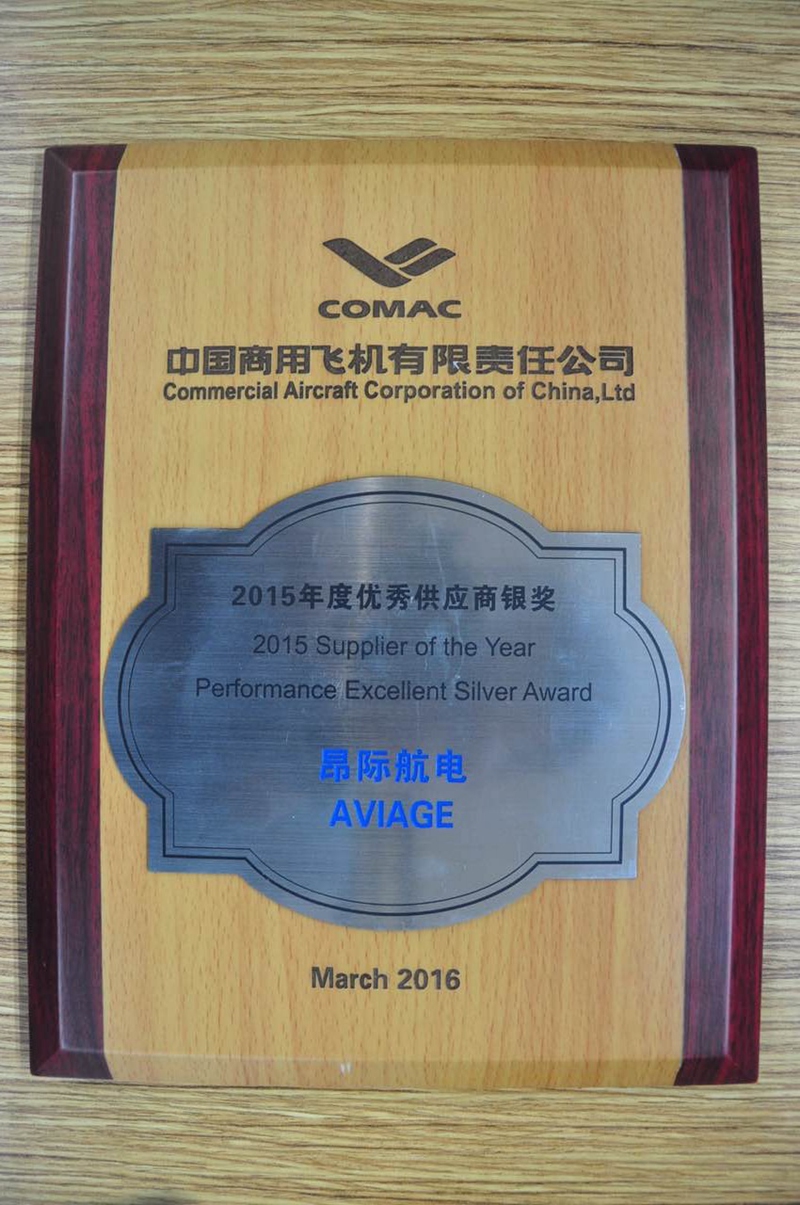 COMAC
中国商用飞机有限责任公司
Commercial Aircraft Corporation of China,Ltd
2015年度优秀供应商银奖
2015 Supplier of the Year
Performance Excellent Silver Award
昂际航电
AVIAGE
March 2016